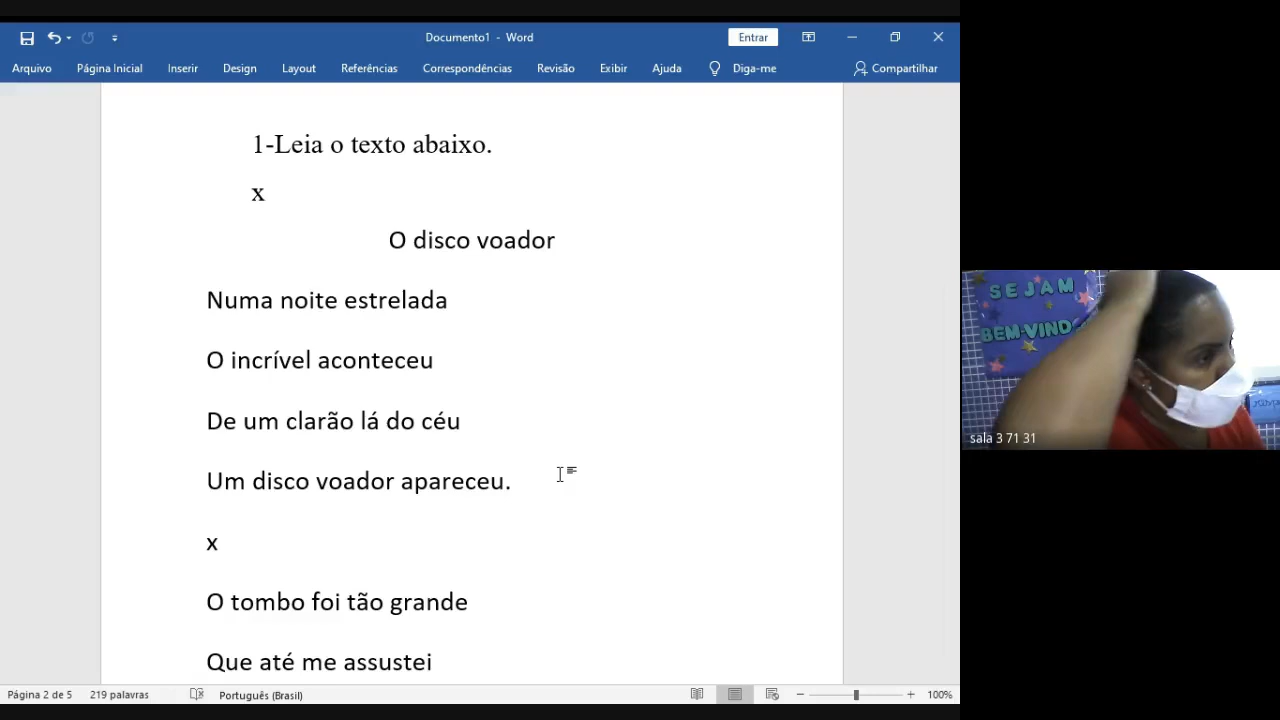 Documento1 - Word
Entrar
Arquivo Página Inicial Inserir Design Layout Referências Correspondências Revisão Exibir Ajuda Diga-me Compartilhar
1-Leia o texto abaixo.
x
O disco voador
Numa noite estrelada
O incrível aconteceu
De um clarão lá do céu
Um disco voador apareceu.
x
O tombo foi tão grande
Que até me assustei
SEJAM
BEM-VIND
sala 3 71 31
Página 2 de 5 219 palavras Português (Brasil) 100%